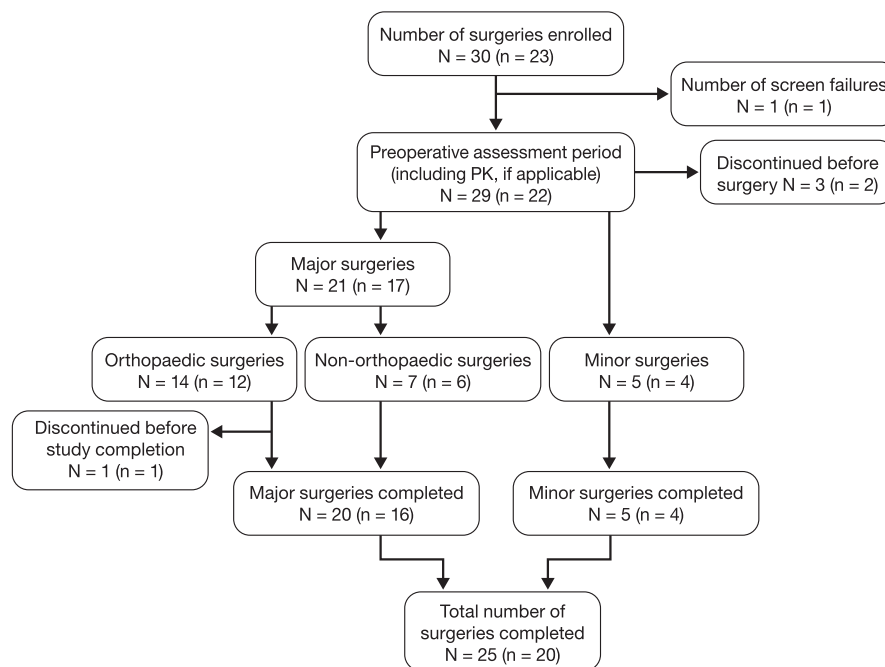 Number of surgeries enrolled
N = 30 (n = 23)
Number of screen failures
N = 1 (n = 1)
Preoperative assessment period
(including PK, if applicable)
N = 29 (n = 22)
Discontinued before
surgery N = 3 (n = 2)
Major surgeries
N = 21 (n = 17)
Orthopaedic surgeries
N = 14 (n = 12)
Non-orthopaedic surgeries
N = 7 (n = 6)
Minor surgeries
N = 5 (n = 4)
Discontinued before
study completion
N = 1 (n = 1)
Major surgeries completed
N = 20 (n = 16)
Minor surgeries completed
N = 5 (n = 4)
Total number of
surgeries completed
N = 25 (n = 20)